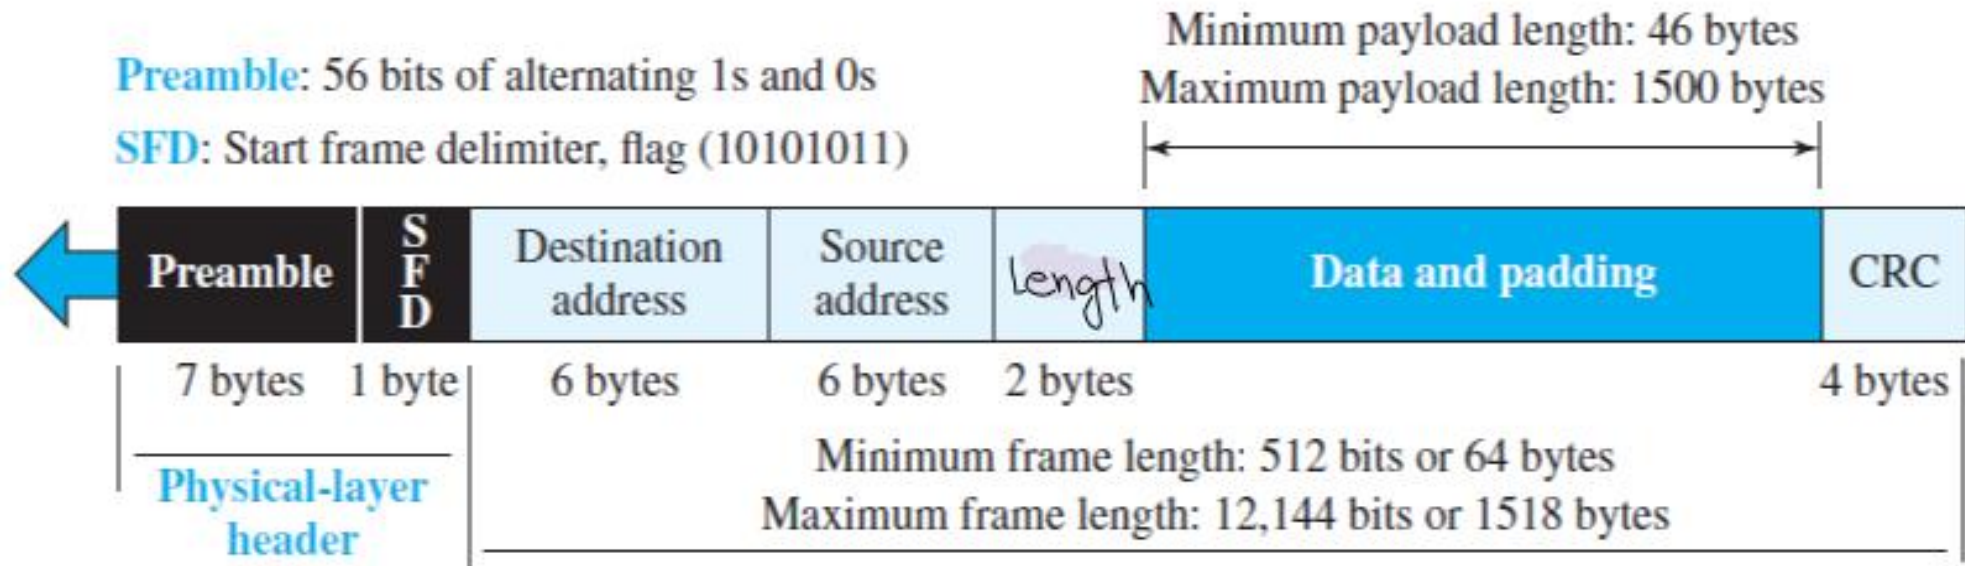 Minimum payload length: 46 bytes
Preamble: 56 bits of alternating 1s and 0s
Maximum payload length: 1500 bytes
SFD: Start frame delimiter, flag (10101011)
Preamble
S
F
D
Destination
address
Source
address
length
Data and padding
CRC
7 bytes 1 byte 6 bytes 6 bytes 2 bytes 4 bytes
Physical-layer
header
Minimum frame length: 512 bits or 64 bytes
Maximum frame length: 12,144 bits or 1518 bytes